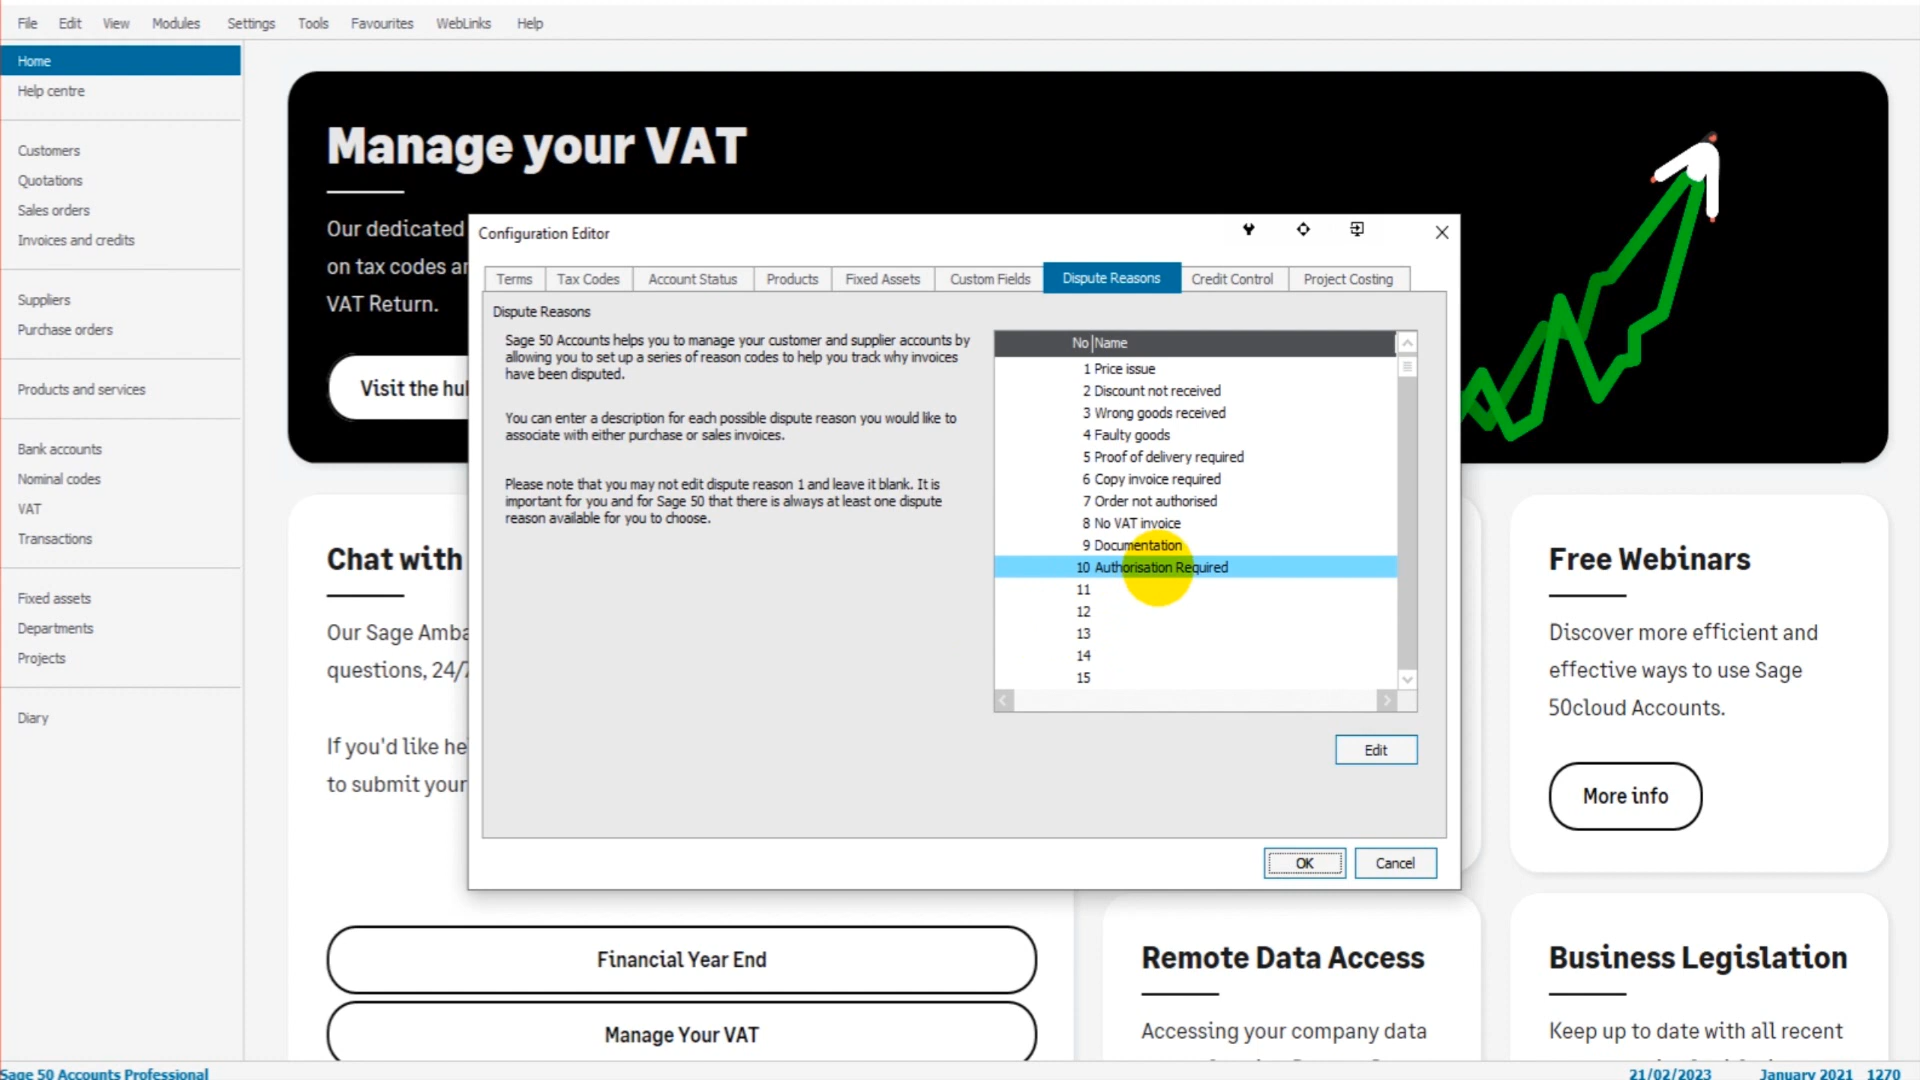 File Edit View Modules Settings Tools Favourites WebLinks Help
Home
Help centre
Customers
Quotations
Sales orders
Invoices and credits
Suppliers
Purchase orders
Products and services
Bank accounts
Nominal codes
VAT
Transactions
Fixed assets
Departments
Projects
Diary
Manage your VAT
Our dedicated
on tax codes
VAT Return.
Visit the
Configuration Editor
Terms Tax Codes Account Status Products Fixed Assets Custom Fields Dispute Reasons Credit Control Project Costing
Dispute Reasons
Sage 50 Accounts helps you to manage your customer and supplier accounts by
allowing you to set up a series of reason codes to help you track why invoices
have been disputed.
You can enter a description for each possible dispute reason you would like to
associate with either purchase or sales invoices.
Please note that you may not edit dispute reason 1 and leave it blank. It is
important for you and for Sage 50 that there is always at least one dispute
reason available for you to choose.
No Name
1 Price issue
2 Discount not received
3 Wrong goods received
4 Faulty goods
5 Proof of delivery required
6 Copy invoice required
7 Order not authorised
8 No VAT invoice
9 Documentation
10 Authorisation Required
11
12
13
14
15
Edit
OK Cancel
Chat with
Our Sage
questions,
If you'd like
to submit your
Financial Year End
Manage Your VAT
Free Webinars
Discover more efficient and
effective ways to use Sage
50cloud Accounts.
More info
Remote Data Access
Accessing your company data
Business Legislation
Keep up to date with all recent
Sage 50 Accounts Professional 21/02/2023 January 2021 1270